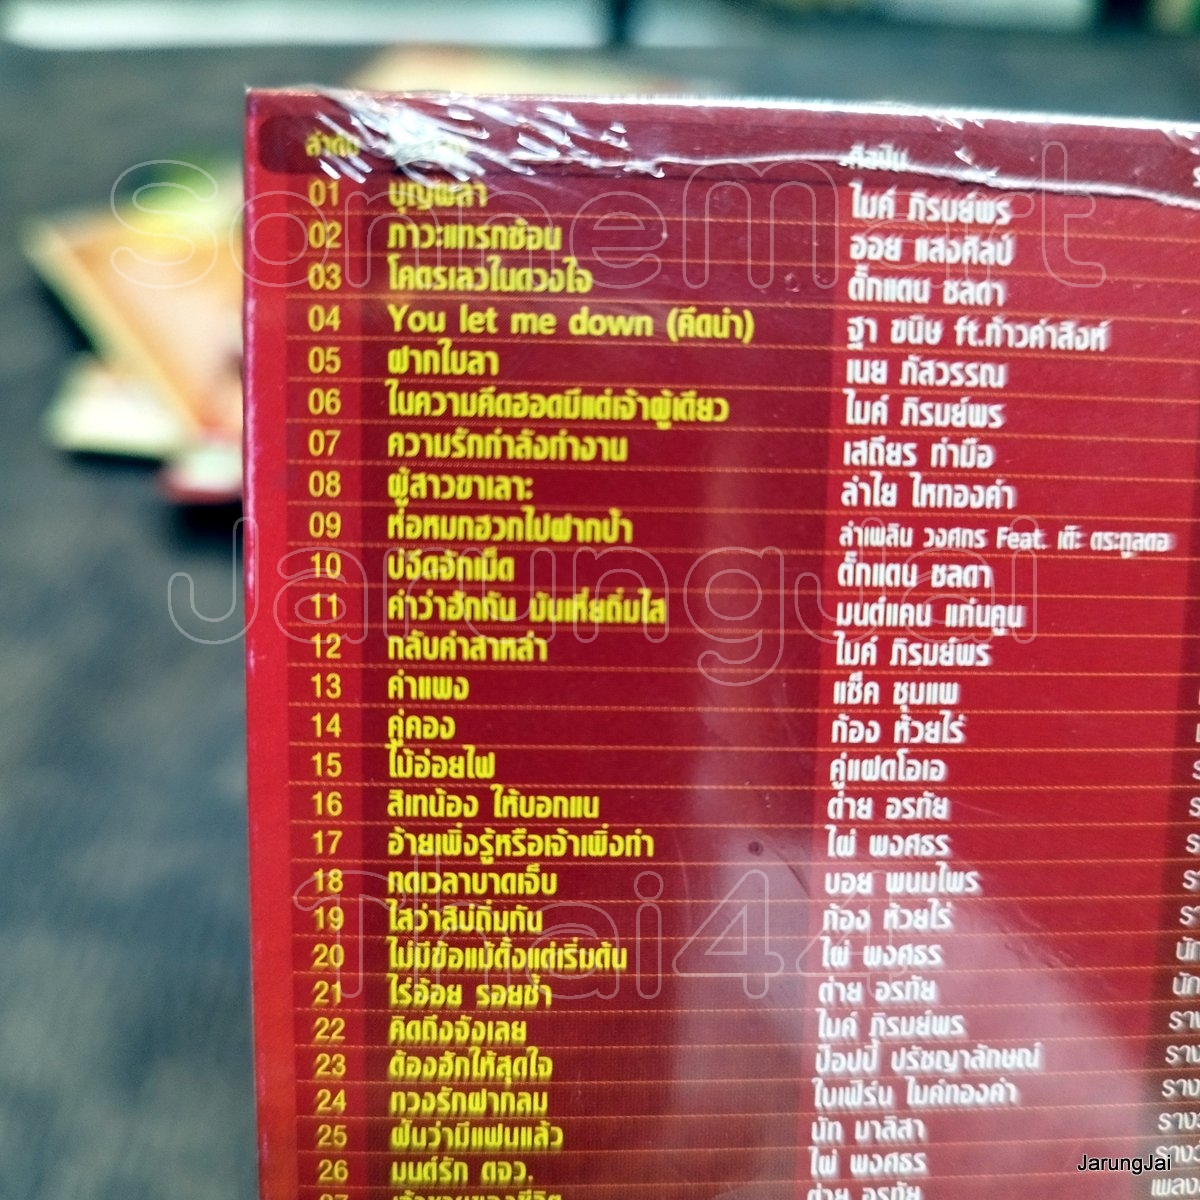 ลำดับ ศิลปิน
01 บุญผลา ไมค์ ภิรมย์พร
02 ภาวะแทรกซ้อน ออย แสงศิลป์
03 โคตรเลวในดวงใจ ตั๊กแตน ชลดา
04 You let me down (คึดนำ) ฐา ขนิษ ft.ท้าวคำสิงห์
05 ฝากใบลา เนย ภัสวรรณ
06 ในความคึดฮอดมีแต่เจ้าผู้เดียว ไมค์ ภิรมย์พร
07 ความรักกำลังทำงาน เสถียร ทำมือ
08 ผู้สาวขาเลาะ ลำไย ไหทองคำ
09 ห่อหมกฮวกไปฝากป้า ลำเพลิน วงศกร Feat. เต๊ะ ตระกูลตอ
10 บ่จืดจักเม็ด ตั๊กแตน ชลดา
11 คำว่าฮักกัน มันเหี่ยถิ่มไส มนต์แคน แก่นคูน
12 กลับคำสาหล่า ไมค์ ภิรมย์พร
13 คำแพง แซ็ค ชุมแพ
14 คู่คอง ก้อง ห้วยไร่
15 ไม้อ่อยไฟ คู่แฝดโอเอ
16 สิเทน้อง ให้บอกแน ต่าย อรทัย
17 อ้ายเพิ่งรู้หรือเจ้าเพิ่งทำ ไผ่ พงศธร
18 ทดเวลาบาดเจ็บ บอย พนมไพร
19 ไสว่าสิบ่ถิ่มกัน ก้อง ห้วยไร่
20 ไม่มีข้อแม้ตั้งแต่เริ่มต้น ไผ่ พงศธร
21 ไร่อ้อย รอยช้ำ ต่าย อรทัย
22 คิดถึงจังเลย ไมค์ ภิรมย์พร
23 ต้องฮักให้สุดใจ ป๊อปปี้ ปรัชญาลักษณ์
24 ทวงรักฝากลม ใบเฟิร์น ไมค์ทองคำ
25 ฝันว่ามีแฟนแล้ว นัท มาลิสา
26 มนต์รัก ตจว. ไผ่ พงศธร
ต่าย อรทัย
SonneMart
JarungJai
Thai44
JarungJai